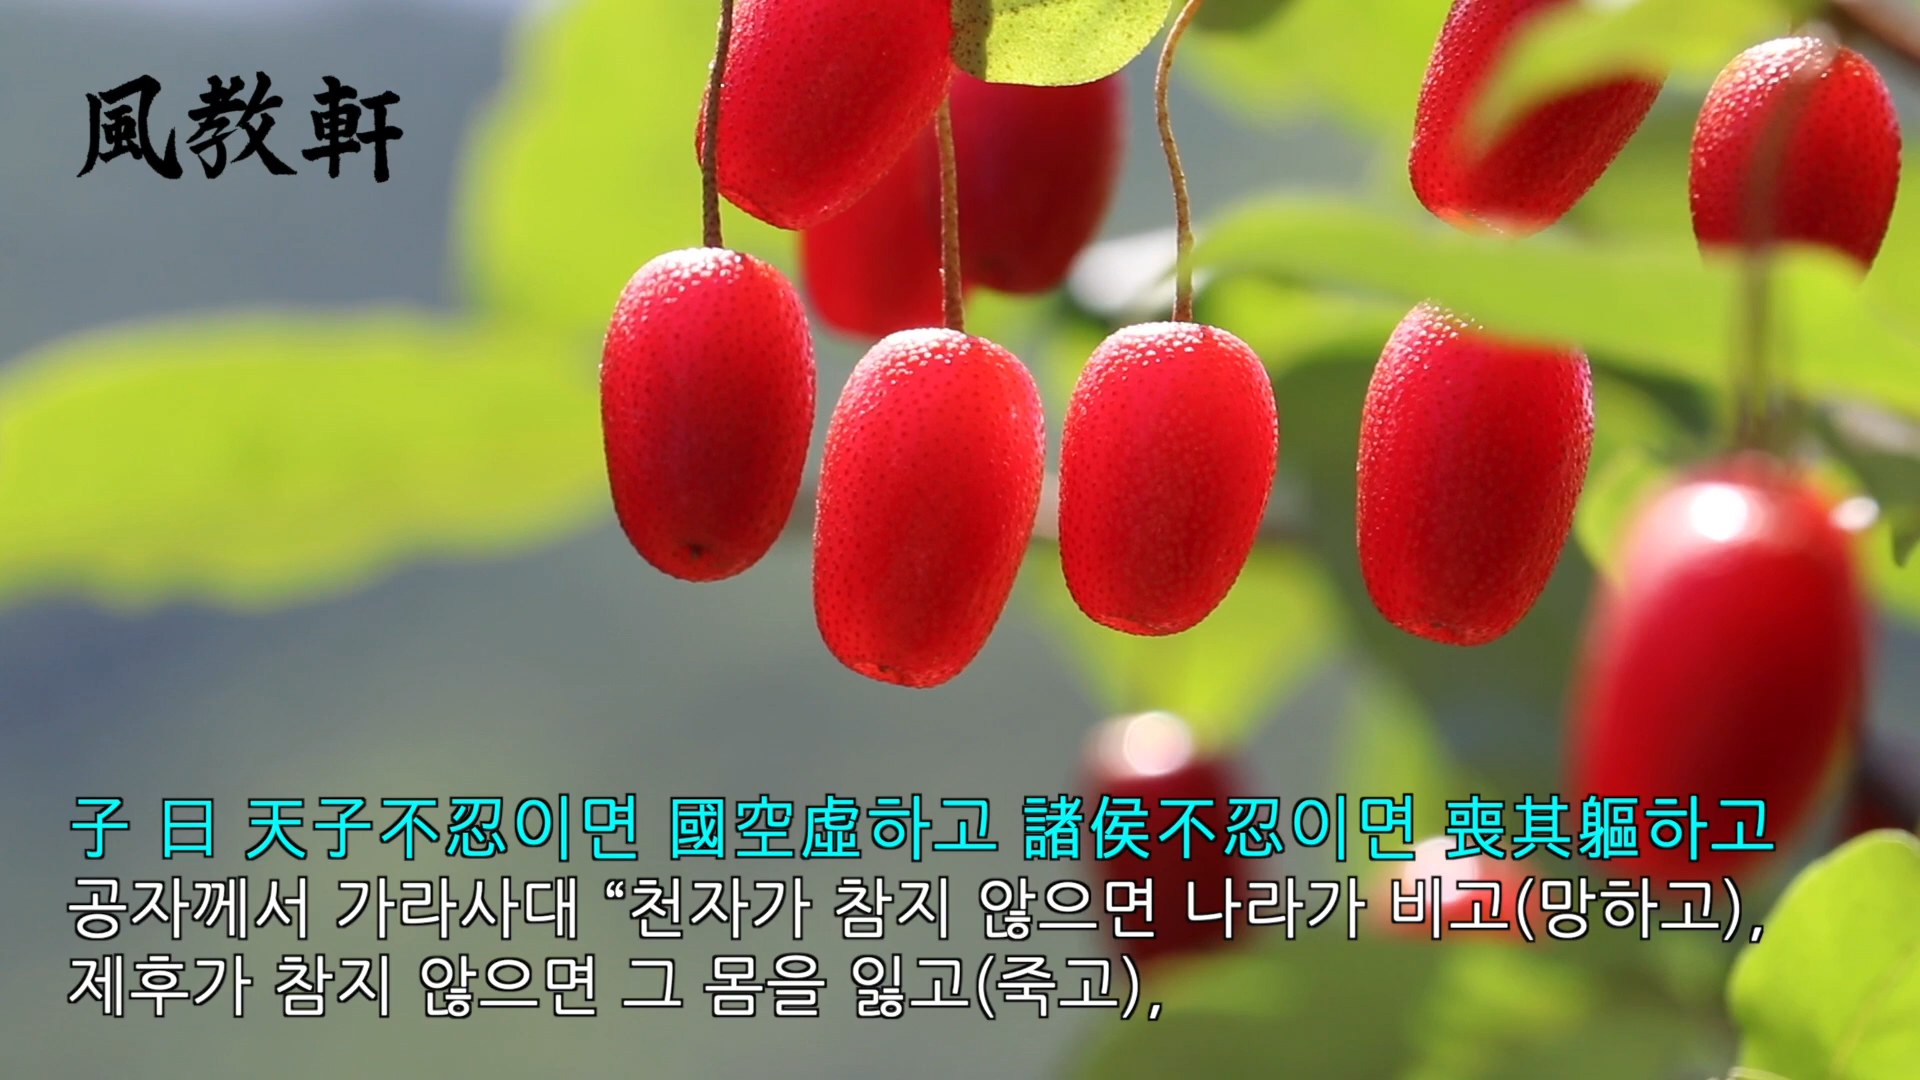 風敎軒
子 曰 天子不忍이면 國空虛하고 諸侯不忍이면 喪其軀하고
공자께서 가라사대 “천자가 참지 않으면 나라가 비고(망하고),
제후가 참지 않으면 그 몸을 잃고(죽고),